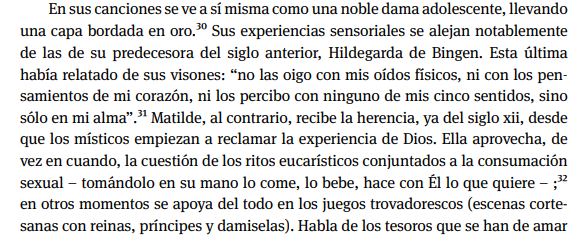 En sus canciones se ve a sí misma como una noble dama adolescente, llevando
una capa bordada en oro.³⁰ Sus experiencias sensoriales se alejan notablemente
de las de su predecesora del siglo anterior, Hildegarda de Bingen. Esta última
había relatado de sus visones: “no las oigo con mis oídos físicos, ni con los pen-
samientos de mi corazón, ni los percibo con ninguno de mis cinco sentidos, sino
sólo en mi alma”.³¹ Matilde, al contrario, recibe la herencia, ya del siglo xii, desde
que los místicos empiezan a reclamar la experiencia de Dios. Ella aprovecha, de
vez en cuando, la cuestión de los ritos eucarísticos conjuntados a la consumación
sexual – tomándolo en su mano lo come, lo bebe, hace con Él lo que quiere – ;³²
en otros momentos se apoya del todo en los juegos trovadorescos (escenas corte-
sanas con reinas, príncipes y damiselas). Habla de los tesoros que se han de amar